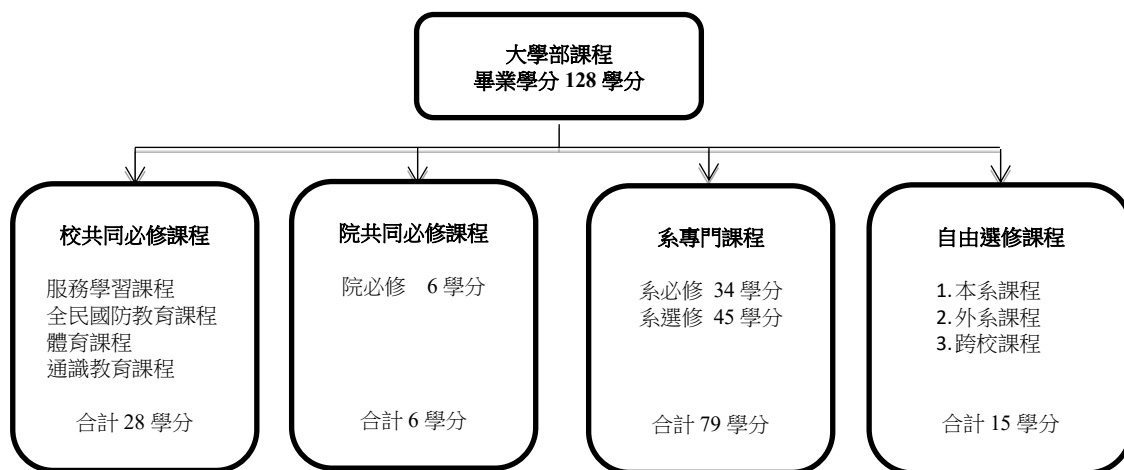 大學部課程
畢業學分 128 學分
校共同必修課程
服務學習課程
全民國防教育課程
體育課程
通識教育課程
合計 28 學分
院共同必修課程
院必修 6 學分
合計 6 學分
系專門課程
系必修 34 學分
系選修 45 學分
合計 79 學分
自由選修課程
1. 本系課程
2. 外系課程
3. 跨校課程
合計 15 學分